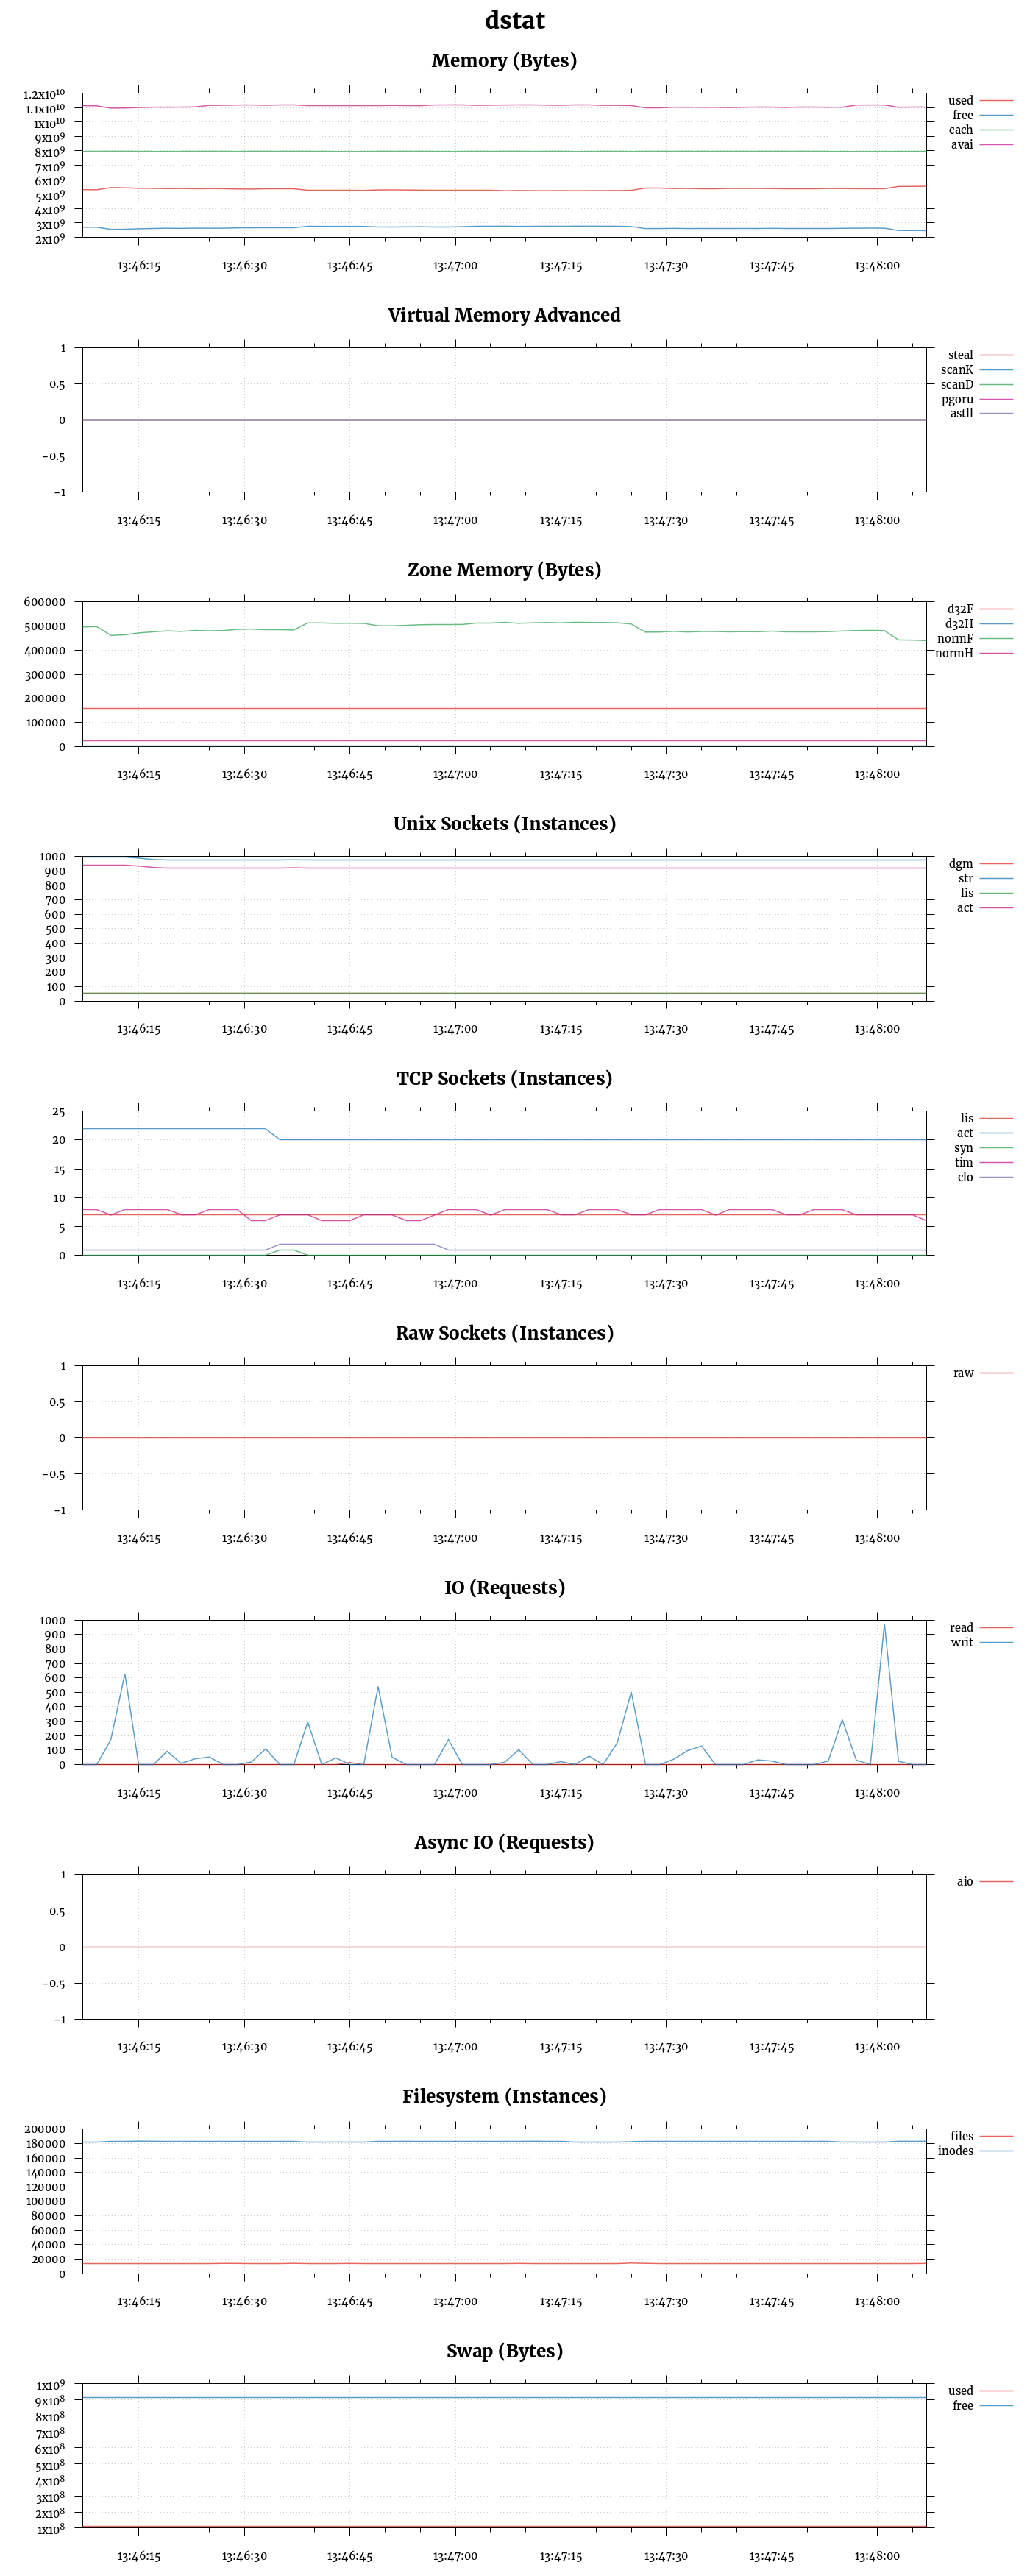 dstat
Memory (Bytes)
1.2x10¹⁰
1.1x10¹⁰
1x10¹⁰
9x10⁹
8x10⁹
7x10⁹
6x10⁹
5x10⁹
4x10⁹
3x10⁹
2x10⁹
used
free
cach
avai
13:46:15 13:46:30 13:46:45 13:47:00 13:47:15 13:47:30 13:47:45 13:48:00
Virtual Memory Advanced
1
0.5
0
-0.5
-1
steal
scanK
scanD
pgoru
astll
13:46:15 13:46:30 13:46:45 13:47:00 13:47:15 13:47:30 13:47:45 13:48:00
Zone Memory (Bytes)
600000
500000
400000
300000
200000
100000
0
d32F
d32H
normF
normH
13:46:15 13:46:30 13:46:45 13:47:00 13:47:15 13:47:30 13:47:45 13:48:00
Unix Sockets (Instances)
1000
900
800
700
600
500
400
300
200
100
0
dgm
str
lis
act
13:46:15 13:46:30 13:46:45 13:47:00 13:47:15 13:47:30 13:47:45 13:48:00
TCP Sockets (Instances)
25
20
15
10
5
0
lis
act
syn
tim
clo
13:46:15 13:46:30 13:46:45 13:47:00 13:47:15 13:47:30 13:47:45 13:48:00
Raw Sockets (Instances)
1
0.5
0
-0.5
-1
raw
13:46:15 13:46:30 13:46:45 13:47:00 13:47:15 13:47:30 13:47:45 13:48:00
IO (Requests)
1000
900
800
700
600
500
400
300
200
100
0
read
writ
13:46:15 13:46:30 13:46:45 13:47:00 13:47:15 13:47:30 13:47:45 13:48:00
Async IO (Requests)
1
0.5
0
-0.5
-1
aio
13:46:15 13:46:30 13:46:45 13:47:00 13:47:15 13:47:30 13:47:45 13:48:00
Filesystem (Instances)
200000
180000
160000
140000
120000
100000
80000
60000
40000
20000
0
files
inodes
13:46:15 13:46:30 13:46:45 13:47:00 13:47:15 13:47:30 13:47:45 13:48:00
Swap (Bytes)
1x10⁹
9x10⁸
8x10⁸
7x10⁸
6x10⁸
5x10⁸
4x10⁸
3x10⁸
2x10⁸
1x10⁸
used
free
13:46:15 13:46:30 13:46:45 13:47:00 13:47:15 13:47:30 13:47:45 13:48:00